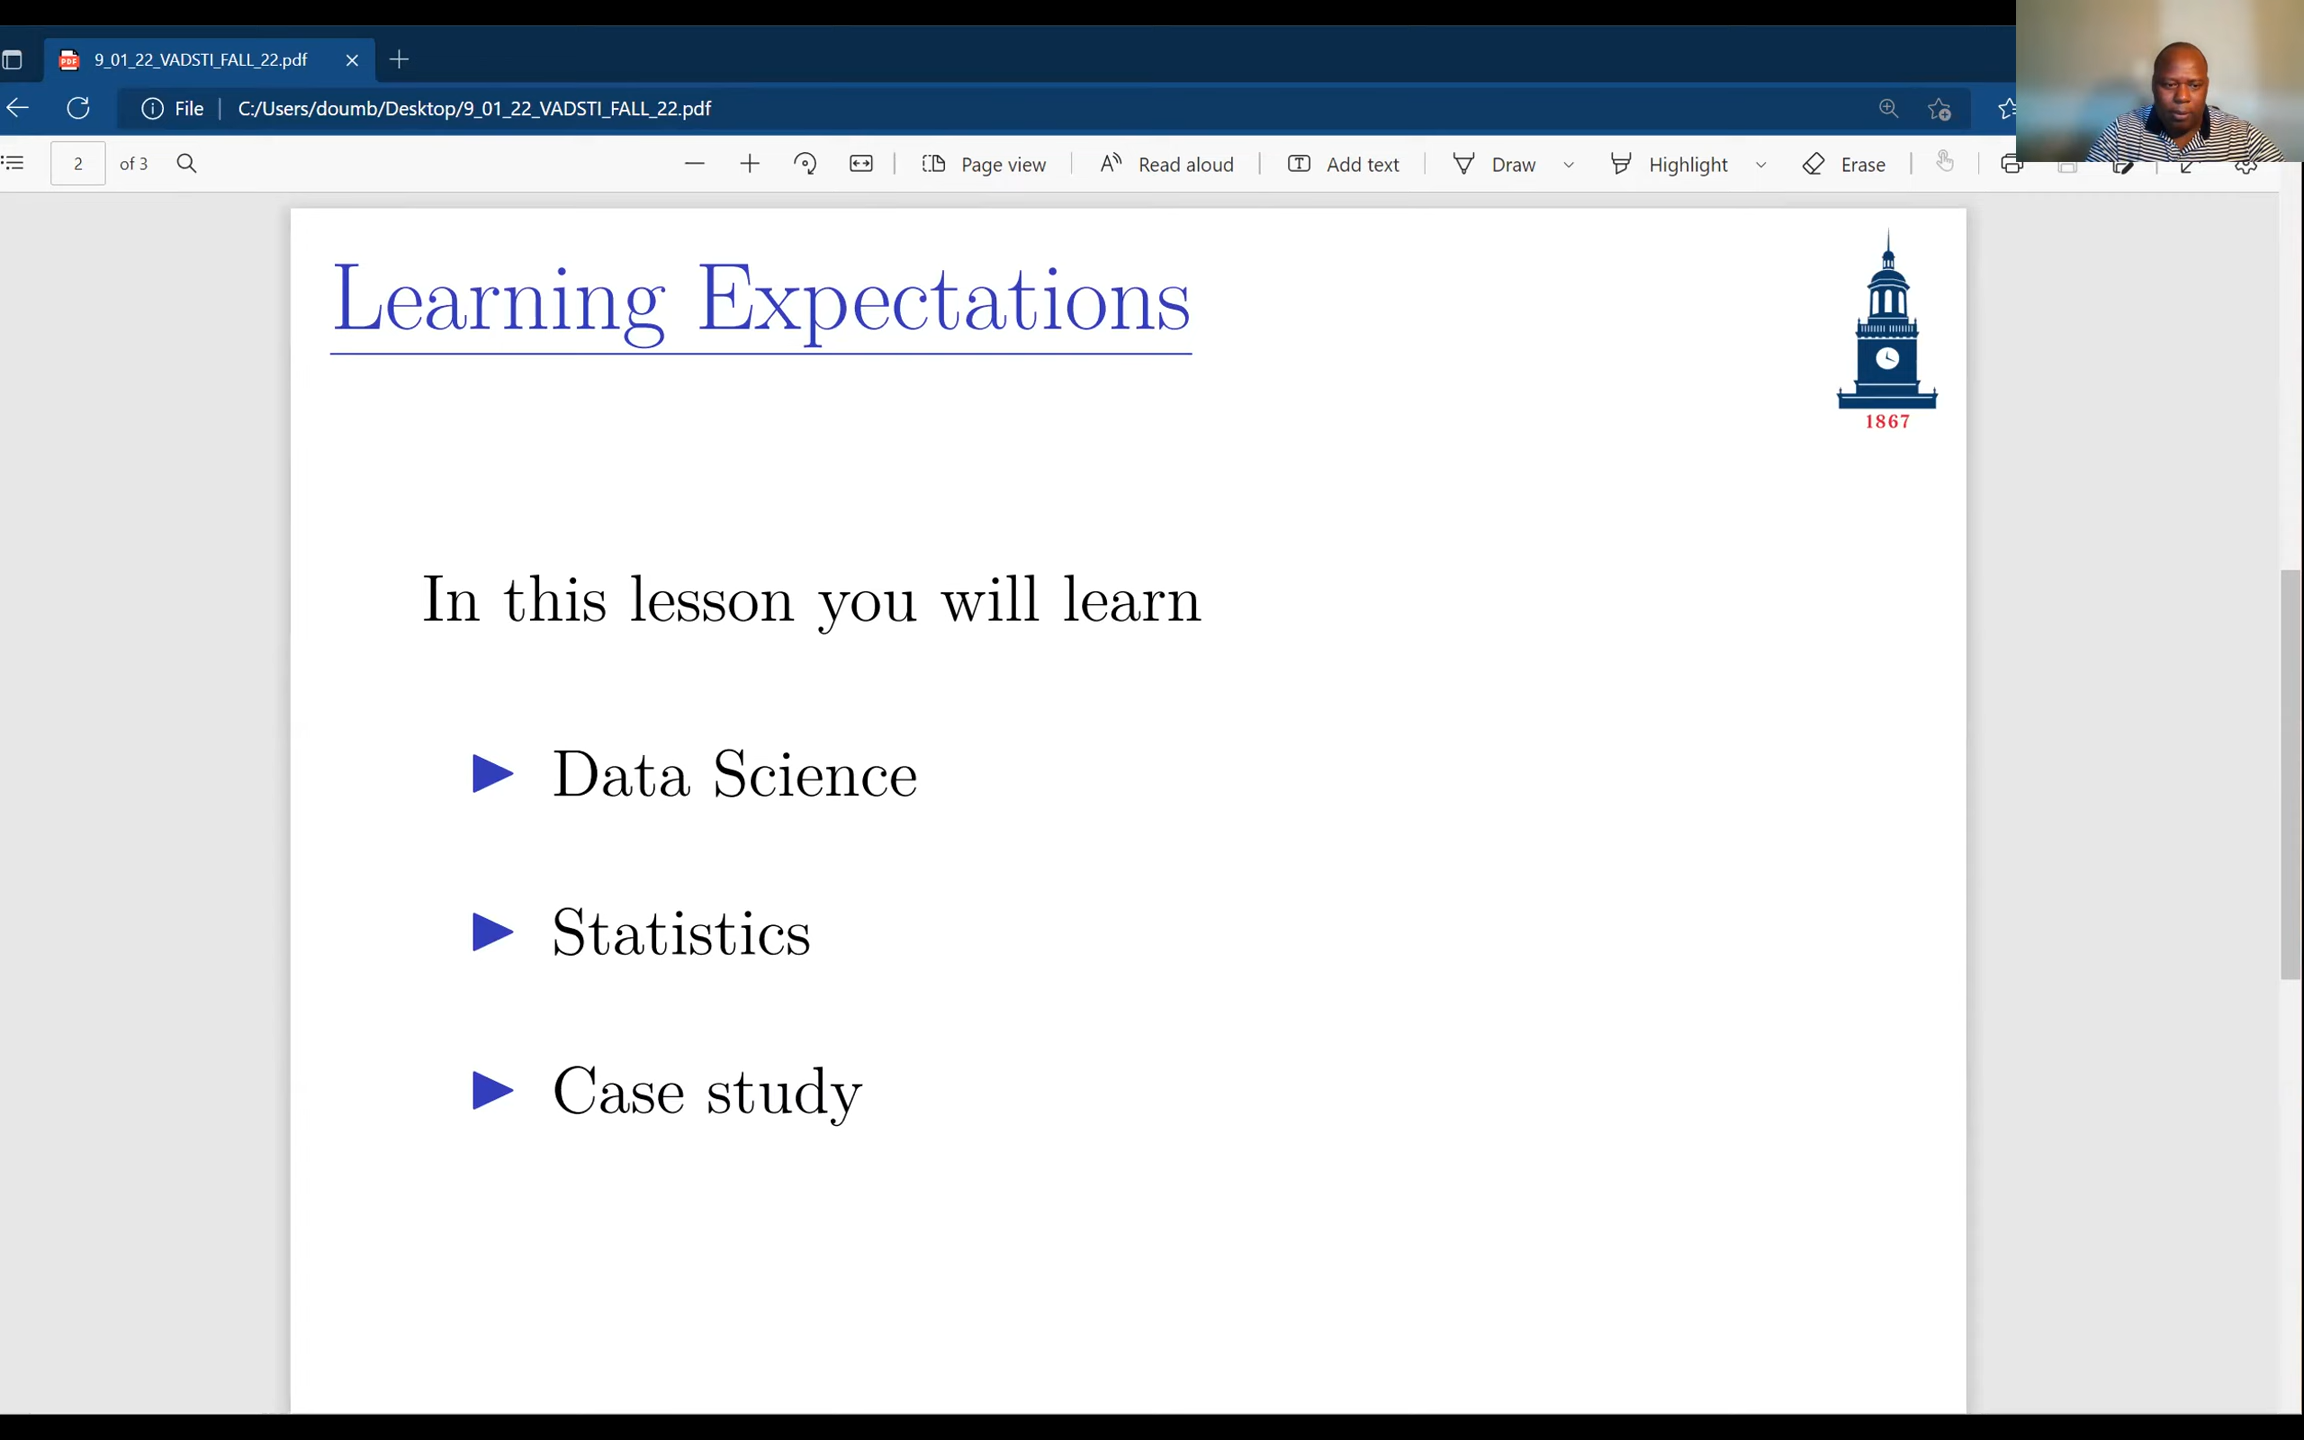 9_01_22_VADSTI_FALL_22.pdf
File C:/Users/doumb/Desktop/9_01_22_VADSTI_FALL_22.pdf
2 of 3 Page view Read aloud Add text Draw Highlight Erase
Learning Expectations
1867
In this lesson you will learn
Data Science
Statistics
Case study